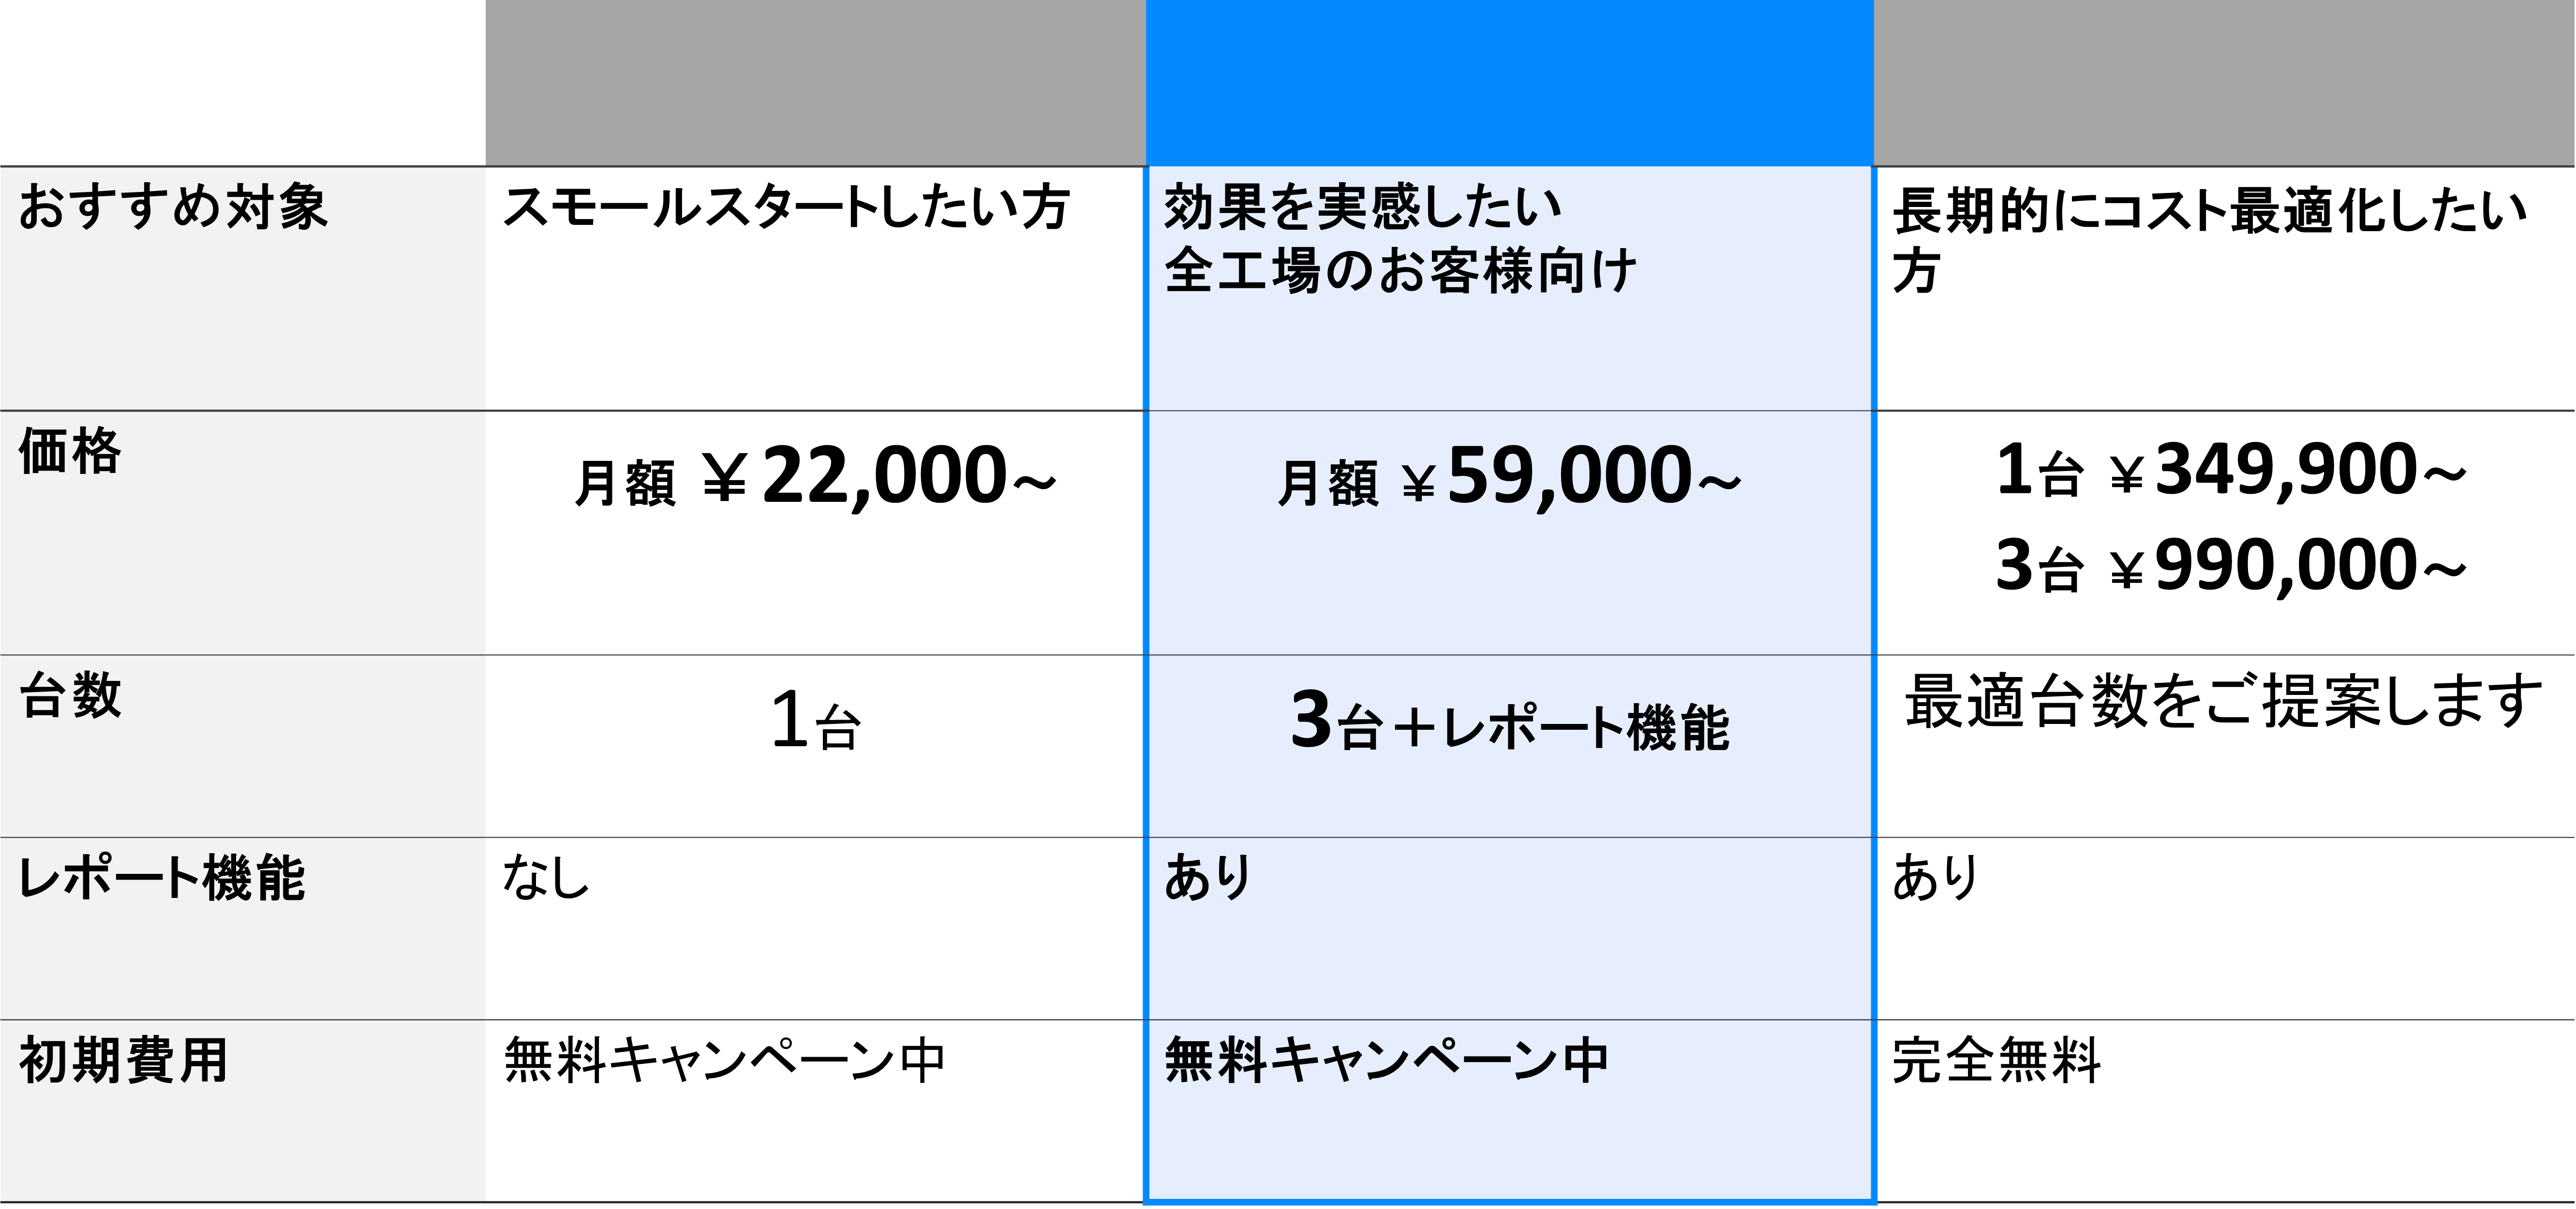 おすすめ対象
スモールスタートしたい方
効果を実感したい
全工場のお客様向け
長期的にコスト最適化したい
方
価格
月額 ￥22,000～
月額 ￥59,000～
1台 ￥349,900～
3台 ￥990,000～
台数
1台
3台＋レポート機能
最適台数をご提案します
レポート機能
なし
あり
あり
初期費用
無料キャンペーン中
無料キャンペーン中
完全無料